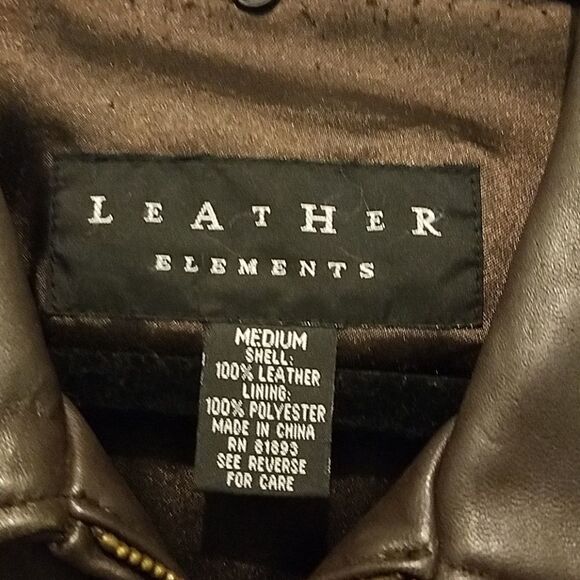 LEATHER
ELEMENTS
MEDIUM
SHELL:
100% LEATHER
LINING:
100% POLYESTER
MADE IN CHINA
RN 81893
SEE REVERSE
FOR CARE